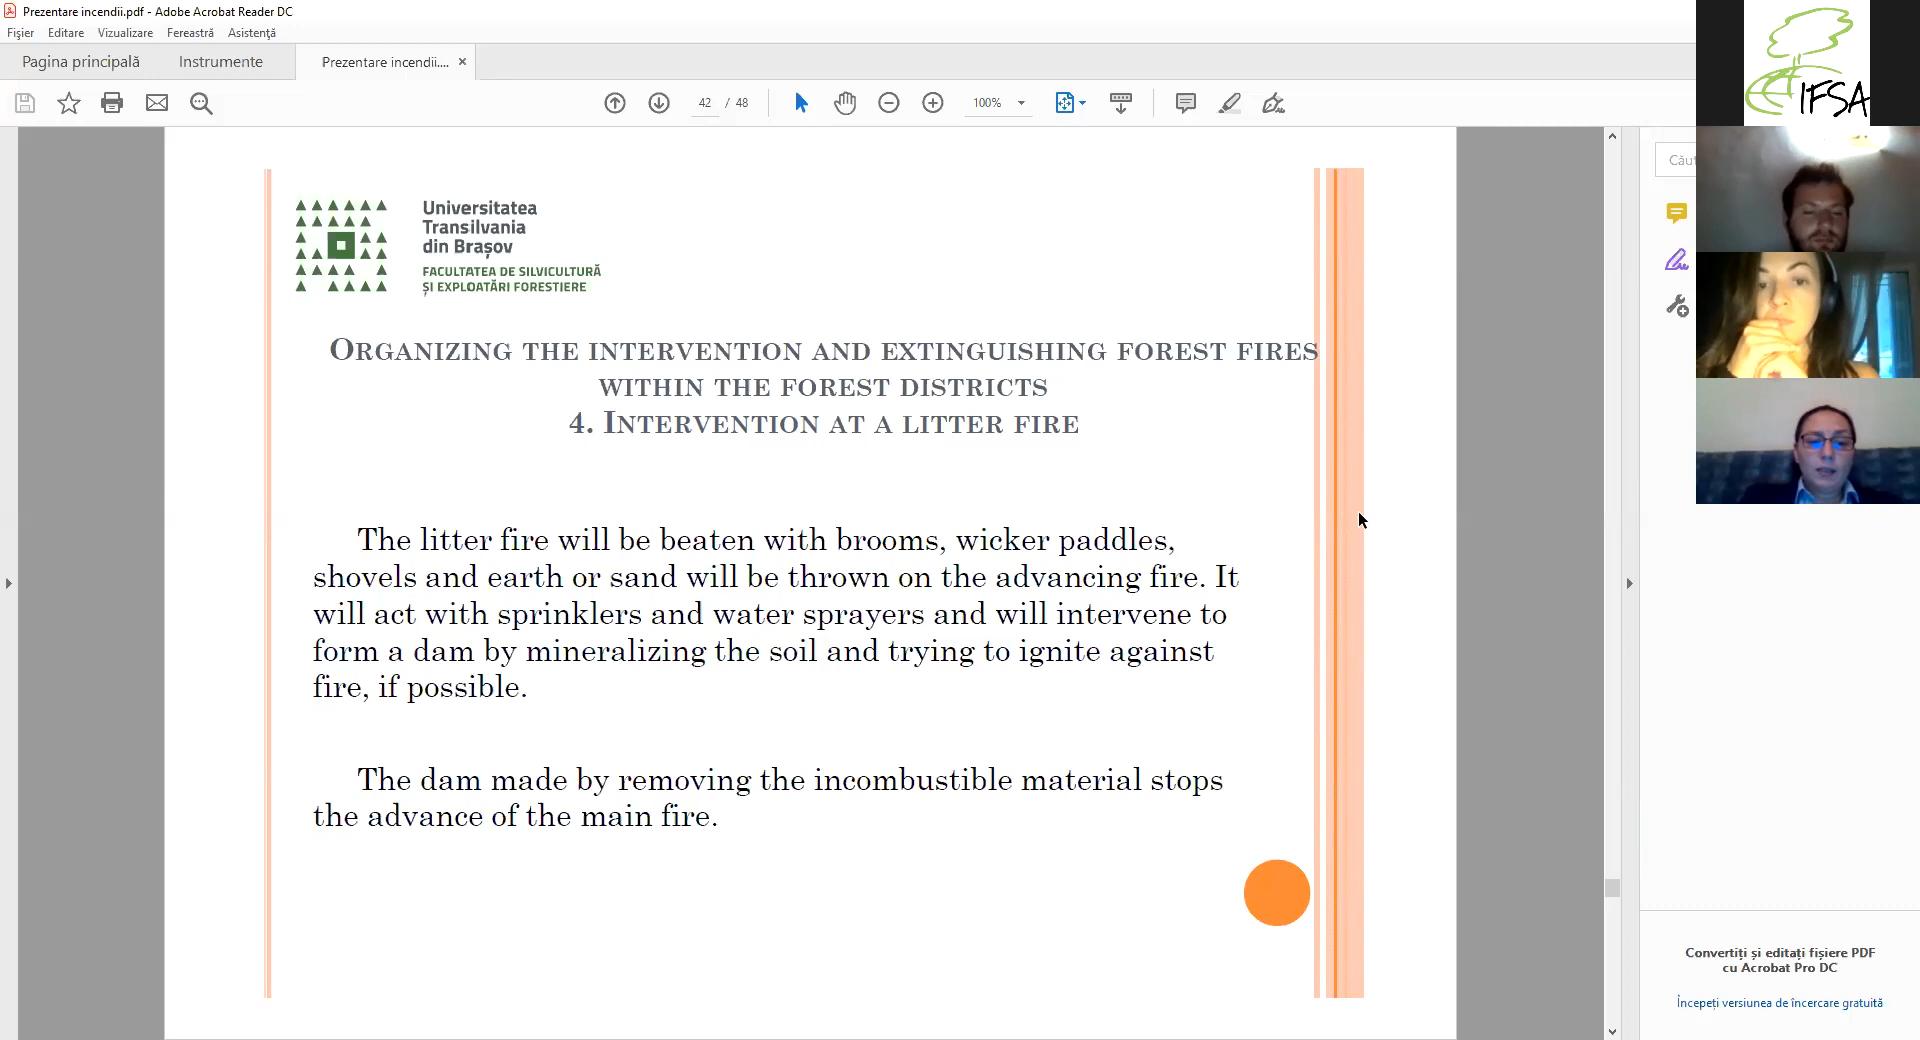 Prezentare incendii.pdf - Adobe Acrobat Reader DC
Fișier Editare Vizualizare Fereastră Asistență
Pagina principală Instrumente Prezentare incendii.... ×
42 / 48 100%
Cău
IFSA
Universitatea
Transilvania
din Brașov
FACULTATEA DE SILVICULTURĂ
ȘI EXPLOATĂRI FORESTIERE
ORGANIZING THE INTERVENTION AND EXTINGUISHING FOREST FIRES
WITHIN THE FOREST DISTRICTS
4. INTERVENTION AT A LITTER FIRE
The litter fire will be beaten with brooms, wicker paddles,
shovels and earth or sand will be thrown on the advancing fire. It
will act with sprinklers and water sprayers and will intervene to
form a dam by mineralizing the soil and trying to ignite against
fire, if possible.
The dam made by removing the incombustible material stops
the advance of the main fire.
Convertiți și editați fișiere PDF
cu Acrobat Pro DC
Începeți versiunea de încercare gratuită